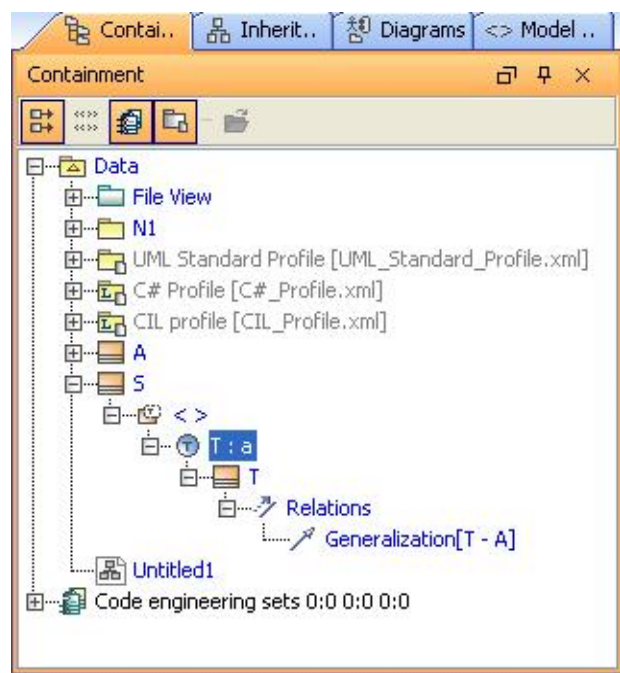 Contai.. Inherit.. Diagrams <> Model ..
Containment
Data
File View
N1
UML Standard Profile [UML_Standard_Profile.xml]
C# Profile [C#_Profile.xml]
CIL profile [CIL_Profile.xml]
A
S
< >
T : a
T
Relations
Generalization[T - A]
Untitled1
Code engineering sets 0:0 0:0 0:0